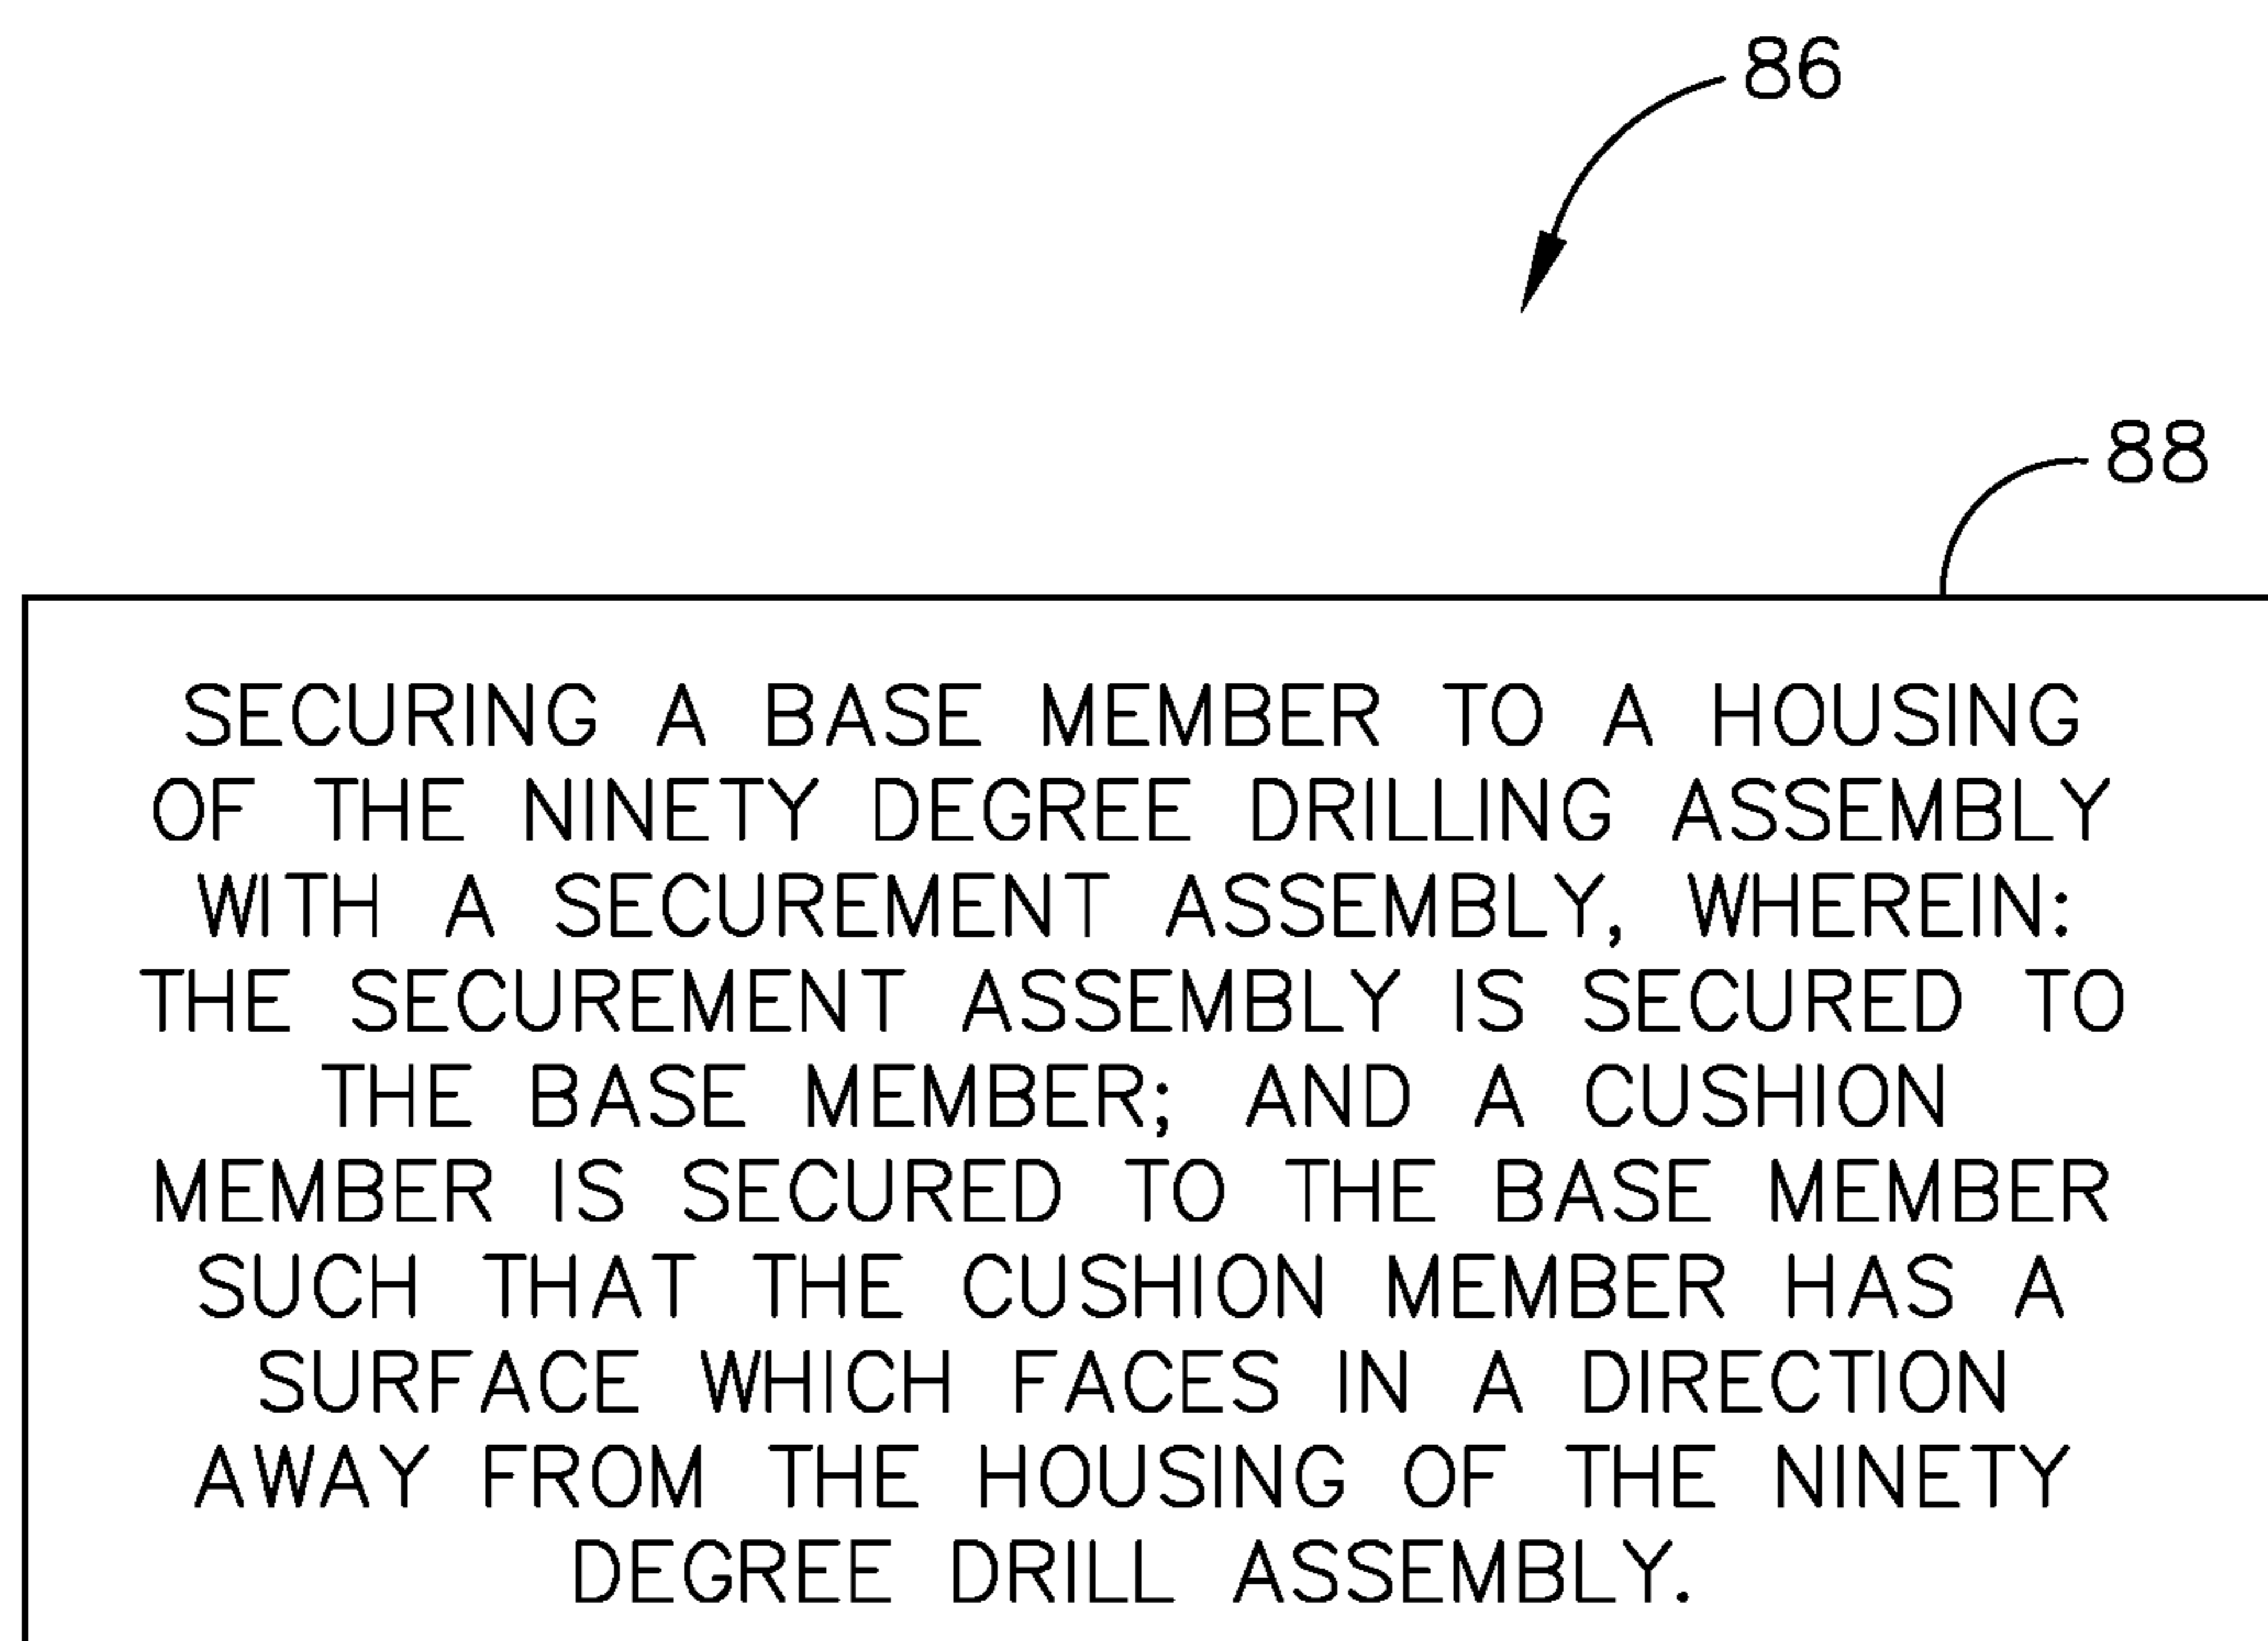 86
88
SECURING A BASE MEMBER TO A HOUSING
OF THE NINETY DEGREE DRILLING ASSEMBLY
WITH A SECUREMENT ASSEMBLY, WHEREIN:
THE SECUREMENT ASSEMBLY IS SECURED TO
THE BASE MEMBER; AND A CUSHION
MEMBER IS SECURED TO THE BASE MEMBER
SUCH THAT THE CUSHION MEMBER HAS A
SURFACE WHICH FACES IN A DIRECTION
AWAY FROM THE HOUSING OF THE NINETY
DEGREE DRILL ASSEMBLY.